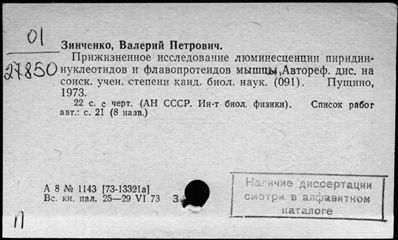 01
27850
Зинченко, Валерий Петрович.
Прижизненное исследование люминесценции пиридин-
нуклеотидов и флавопротеидов мышцы, Автореф. дис. на
соиск. учен. степени канд. биол. наук. (091). Пущино,
1973.
22 с. с черт. (АН СССР. Ин-т биол. физики). Список работ
авт.: с. 21 (8 назв.)
А 8 № 1143 [73-13321а]
Вс. кн. пал. 25—29 VI 73 З
П
Наличие диссертации
смотри в алфавитном
каталоге